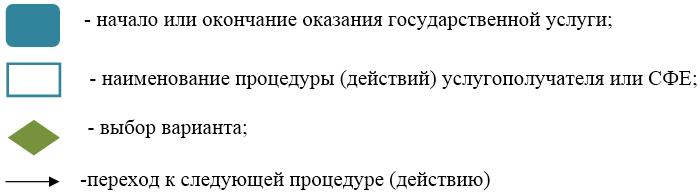 - начало или окончание оказания государственной услуги;
- наименование процедуры (действий) услугополучателя или СФЕ;
- выбор варианта;
-переход к следующей процедуре (действию)